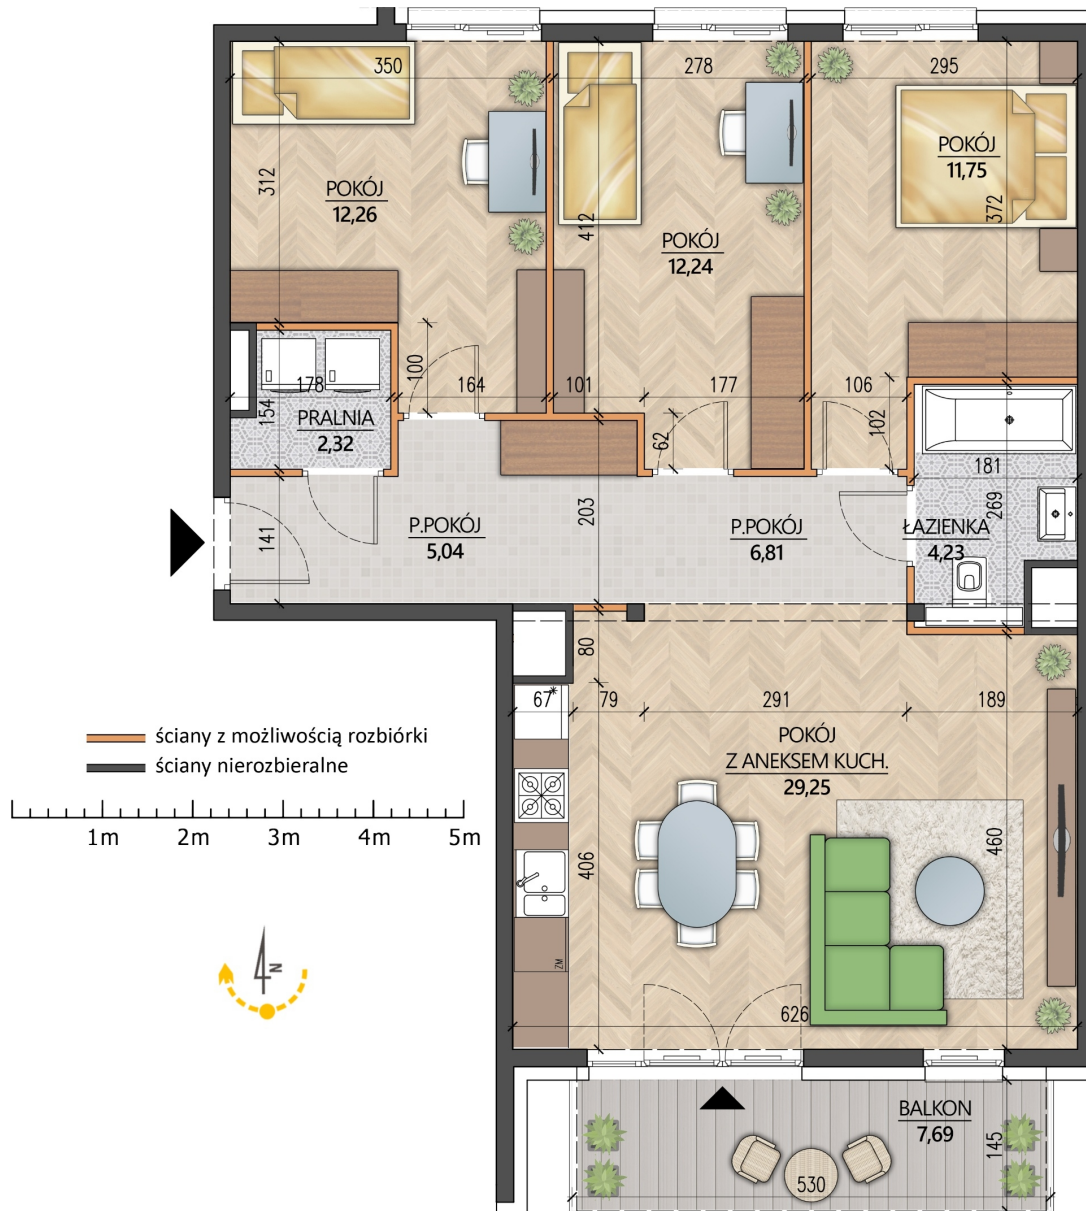 350
278
295
POKÓJ
12,26
312
POKÓJ
12,24
412
POKÓJ
11,75
372
178
154
PRALNIA
2,32
100
164
101
177
62
106
102
181
269
ŁAZIENKA
4,23
141
P.POKÓJ
5,04
203
P.POKÓJ
6,81
80
67
*
79
291
189
POKÓJ
Z ANEKSEM KUCH.
29,25
406
460
ZM
626
ściany z możliwością rozbiórki
ściany nierozbieralne
1m 2m 3m 4m 5m
N
BALKON
7,69
145
530